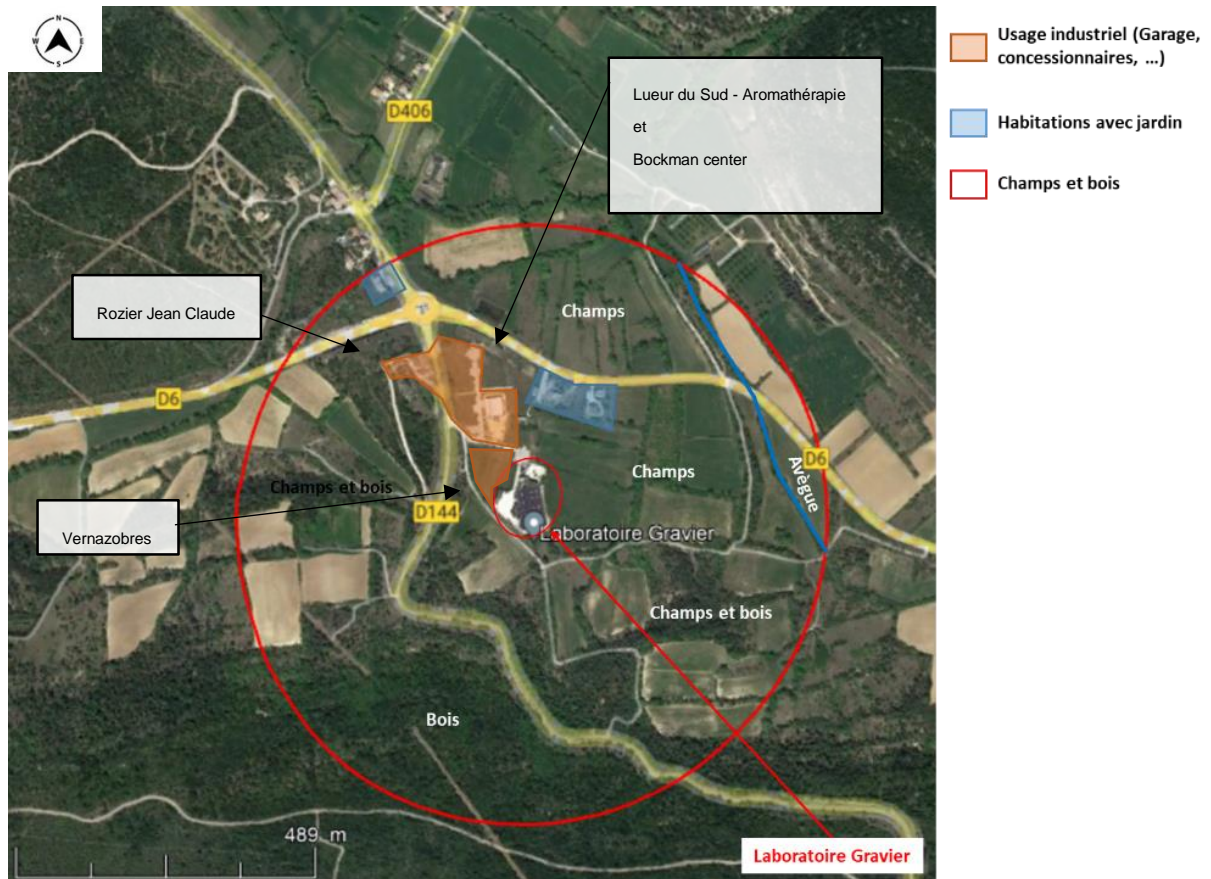 N
W E
S
Usage industriel (Garage,
concessionnaires, …)
Habitations avec jardin
Champs et bois
D406
Lueur du Sud - Aromathérapie
et
Bockman center
Rozier Jean Claude
Champs
D6
Champs
D6
Avègue
Champs et bois
D144
Vernazobres
Laboratoire Gravier
Champs et bois
Bois
489 m
Laboratoire Gravier